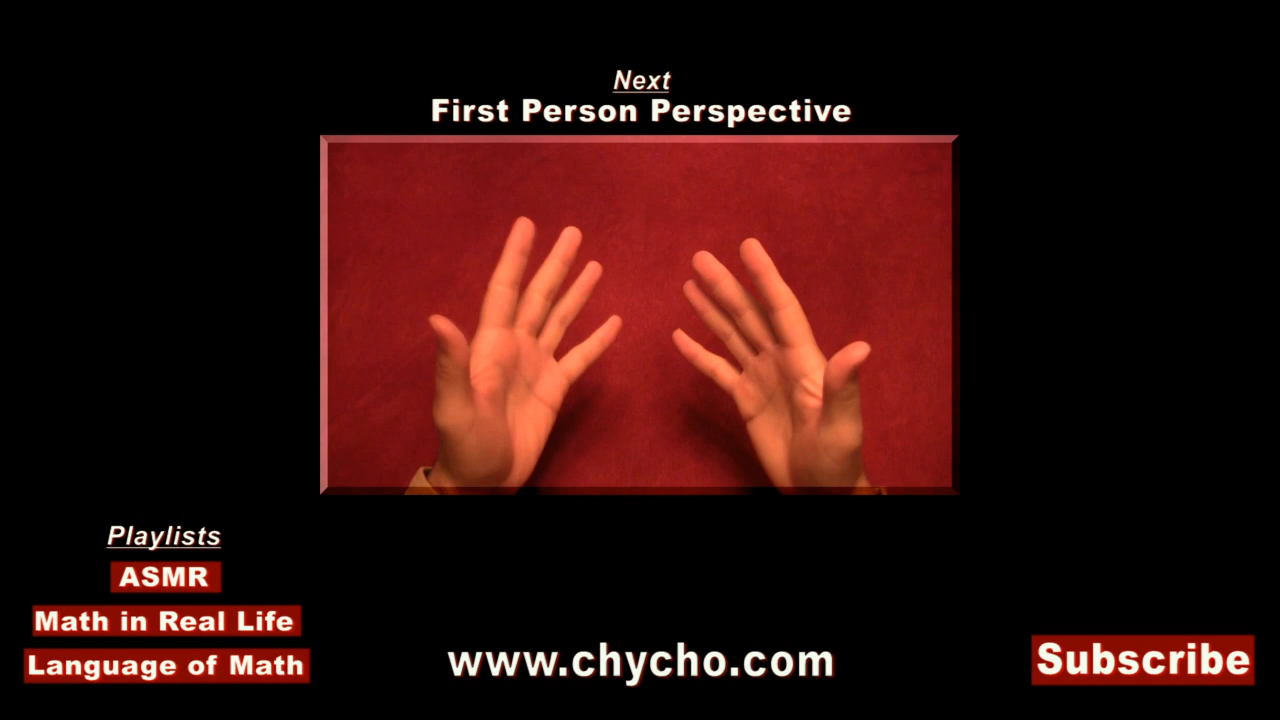 Next
First Person Perspective
Playlists
ASMR
Math in Real Life
Language of Math
www.chycho.com
Subscribe